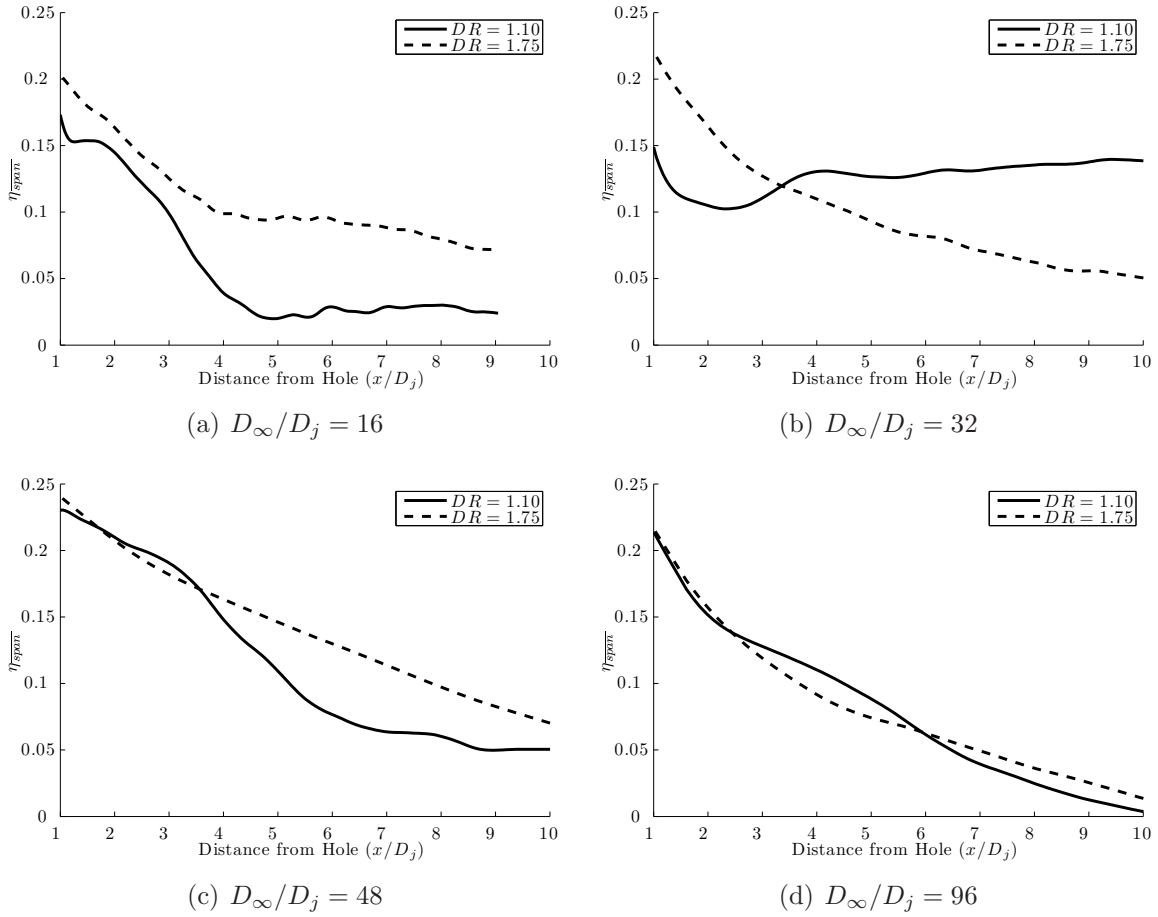 0.25
0.2
0.15
0.1
0.05
0
η_span
1 2 3 4 5 6 7 8 9 10
Distance from Hole (x/D_j)
DR = 1.10
DR = 1.75
(a) D_∞/D_j = 16
0.25
0.2
0.15
0.1
0.05
0
η_span
1 2 3 4 5 6 7 8 9 10
Distance from Hole (x/D_j)
DR = 1.10
DR = 1.75
(b) D_∞/D_j = 32
0.25
0.2
0.15
0.1
0.05
0
η_span
1 2 3 4 5 6 7 8 9 10
Distance from Hole (x/D_j)
DR = 1.10
DR = 1.75
(c) D_∞/D_j = 48
0.25
0.2
0.15
0.1
0.05
0
η_span
1 2 3 4 5 6 7 8 9 10
Distance from Hole (x/D_j)
DR = 1.10
DR = 1.75
(d) D_∞/D_j = 96